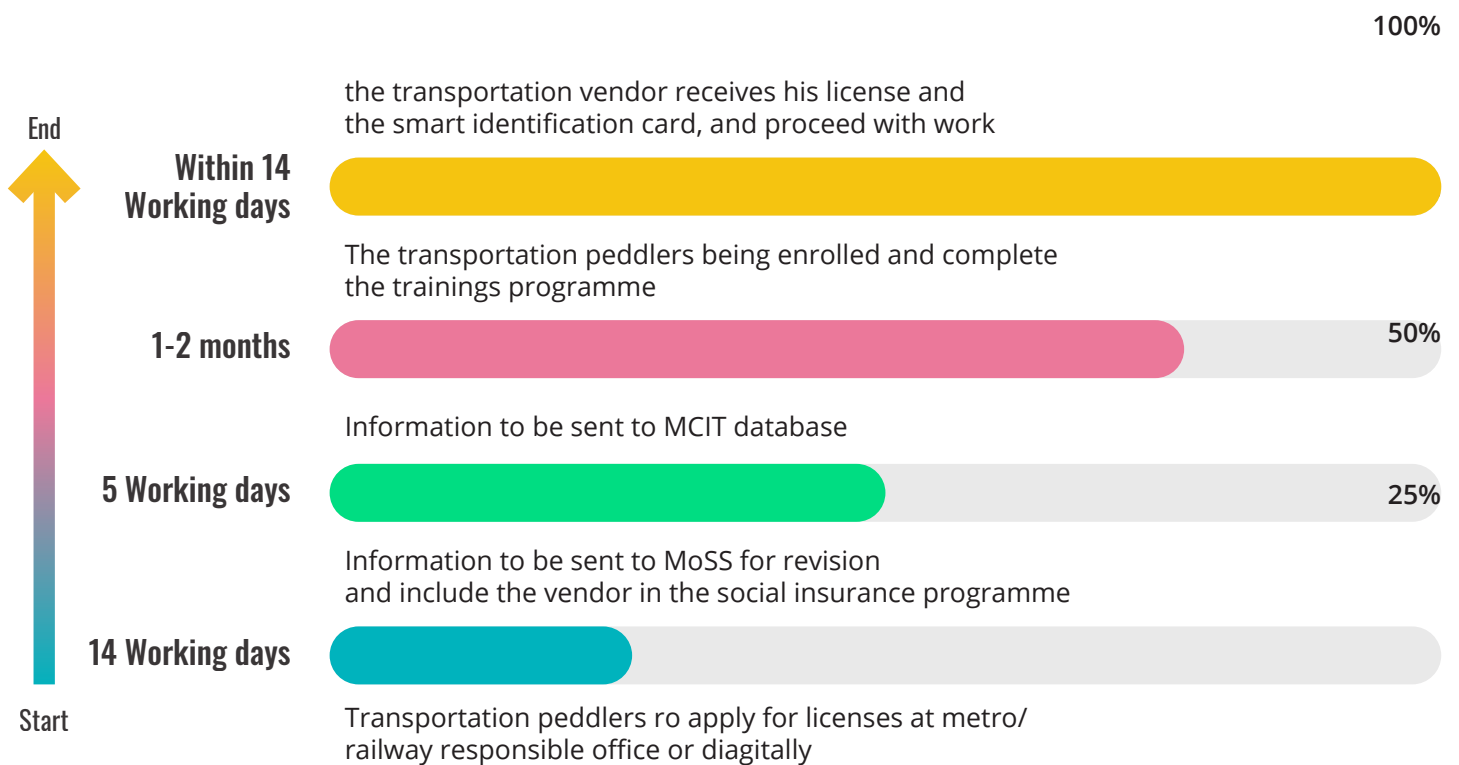 100%
the transportation vendor receives his license and
the smart identification card, and proceed with work
End
Within 14
Working days
The transportation peddlers being enrolled and complete
the trainings programme
1-2 months
50%
Information to be sent to MCIT database
5 Working days
25%
Information to be sent to MoSS for revision
and include the vendor in the social insurance programme
14 Working days
Start
Transportation peddlers ro apply for licenses at metro/
railway responsible office or diagitally